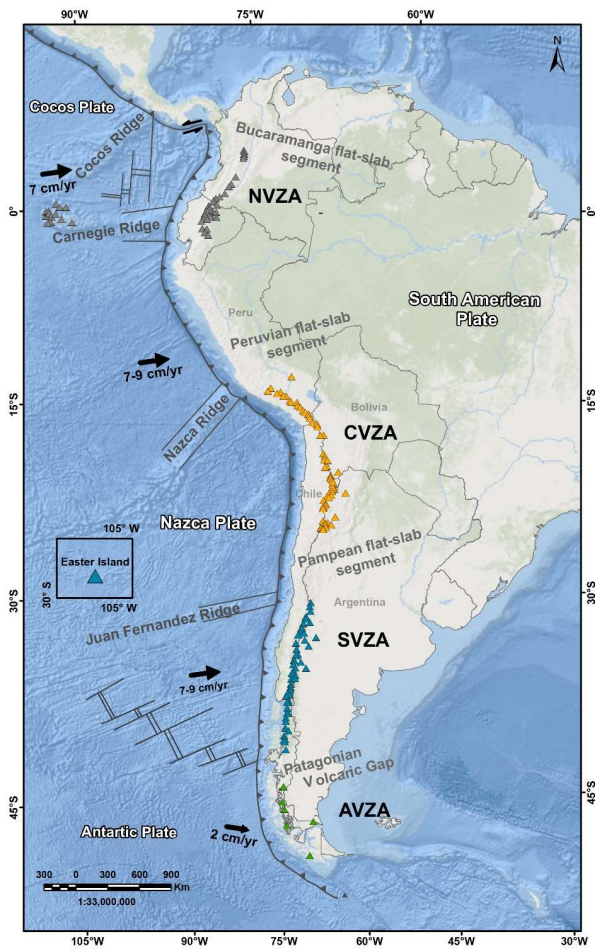 90°W
75°W
60°W
N
Cocos Plate
Cocos Ridge
Bucaramanga flat-slab
segment
7 cm/yr
NVZA
0°
0°
Carnegie Ridge
South American
Plate
Peru
Peruvian flat-slab
segment
7-9 cm/yr
15°S
15°S
Nazca Ridge
Bolivia
CVZA
Chile
Nazca Plate
105° W
Easter Island
30° S
105° W
Pampean flat-slab
segment
30°S
30°S
Argentina
Juan Fernandez Ridge
SVZA
7-9 cm/yr
Patagonian
Volcanic Gap
45°S
45°S
AVZA
Antartic Plate
2 cm/yr
300 0 300 600 900
Km
1:33,000,000
105°W
90°W
75°W
60°W
45°W
30°W